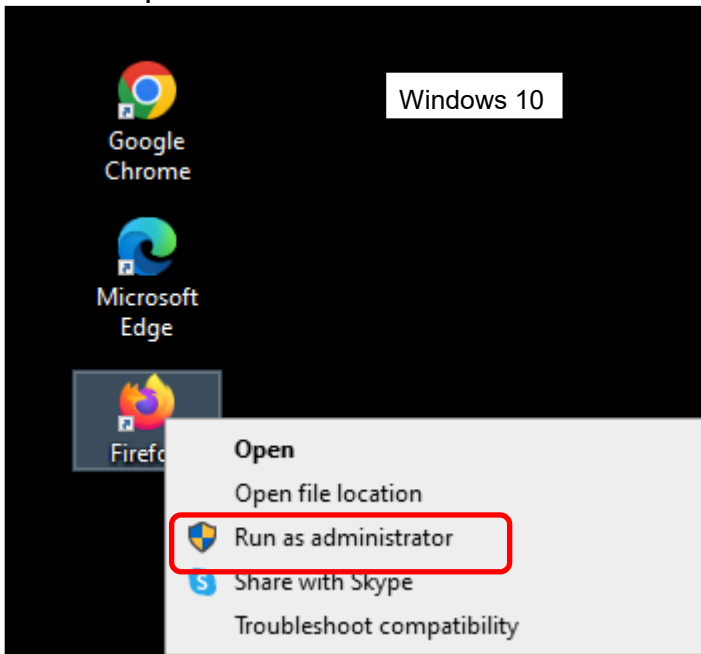 Google
Chrome
Windows 10
Microsoft
Edge
Open
Open file location
Run as administrator
Share with Skype
Troubleshoot compatibility